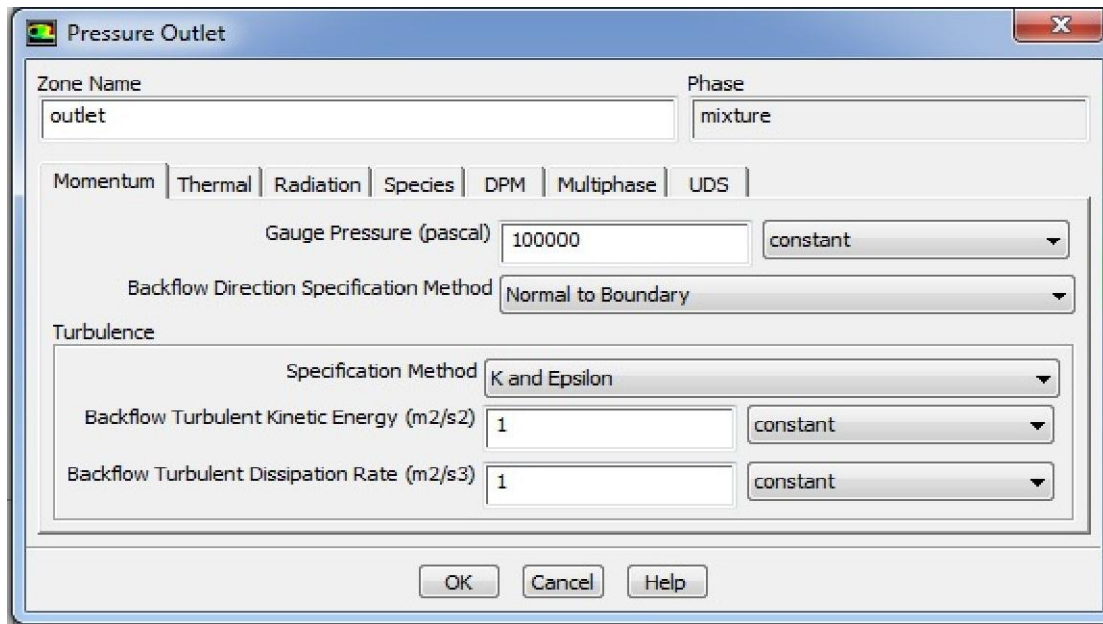 Pressure Outlet
Zone Name Phase
outlet mixture
Momentum Thermal Radiation Species DPM Multiphase UDS
Gauge Pressure (pascal) 100000 constant
Backflow Direction Specification Method Normal to Boundary
Turbulence
Specification Method K and Epsilon
Backflow Turbulent Kinetic Energy (m2/s2) 1 constant
Backflow Turbulent Dissipation Rate (m2/s3) 1 constant
OK Cancel Help